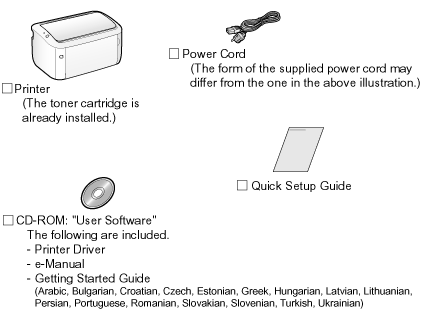 □ Printer
(The toner cartridge is
already installed.)
□ Power Cord
(The form of the supplied power cord may
differ from the one in the above illustration.)
□ Quick Setup Guide
□ CD-ROM: "User Software"
The following are included.
- Printer Driver
- e-Manual
- Getting Started Guide
(Arabic, Bulgarian, Croatian, Czech, Estonian, Greek, Hungarian, Latvian, Lithuanian,
Persian, Portuguese, Romanian, Slovakian, Slovenian, Turkish, Ukrainian)